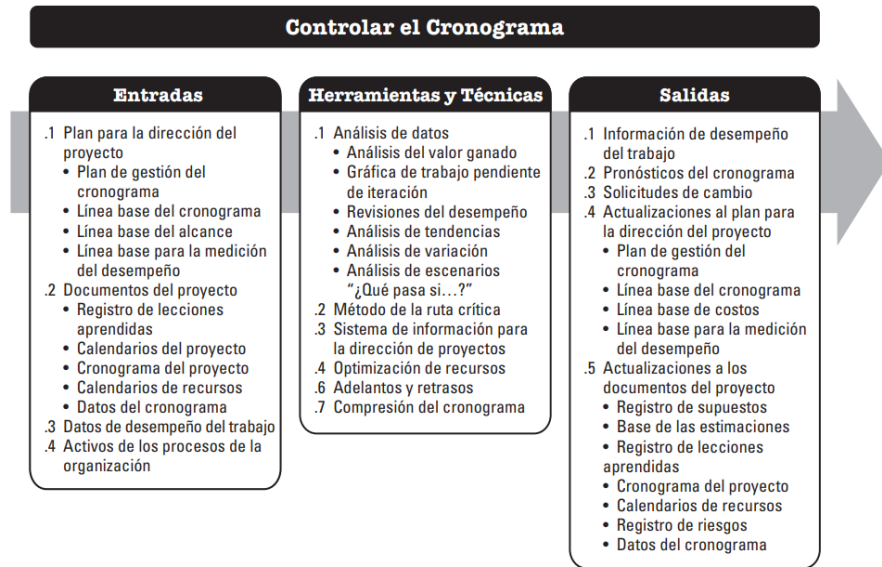 Controlar el Cronograma
Entradas
.1 Plan para la dirección del
proyecto
• Plan de gestión del
cronograma
• Línea base del cronograma
• Línea base del alcance
• Línea base para la medición
del desempeño
.2 Documentos del proyecto
• Registro de lecciones
aprendidas
• Calendarios del proyecto
• Cronograma del proyecto
• Calendarios de recursos
• Datos del cronograma
.3 Datos de desempeño del trabajo
.4 Activos de los procesos de la
organización
Herramientas y Técnicas
.1 Análisis de datos
• Análisis del valor ganado
• Gráfica de trabajo pendiente
de iteración
• Revisiones del desempeño
• Análisis de tendencias
• Análisis de variación
• Análisis de escenarios
“¿Qué pasa si…?”
.2 Método de la ruta crítica
.3 Sistema de información para
la dirección de proyectos
.4 Optimización de recursos
.6 Adelantos y retrasos
.7 Compresión del cronograma
Salidas
.1 Información de desempeño
del trabajo
.2 Pronósticos del cronograma
.3 Solicitudes de cambio
.4 Actualizaciones al plan para
la dirección del proyecto
• Plan de gestión del
cronograma
• Línea base del cronograma
• Línea base de costos
• Línea base para la medición
del desempeño
.5 Actualizaciones a los
documentos del proyecto
• Registro de supuestos
• Base de las estimaciones
• Registro de lecciones
aprendidas
• Cronograma del proyecto
• Calendarios de recursos
• Registro de riesgos
• Datos del cronograma